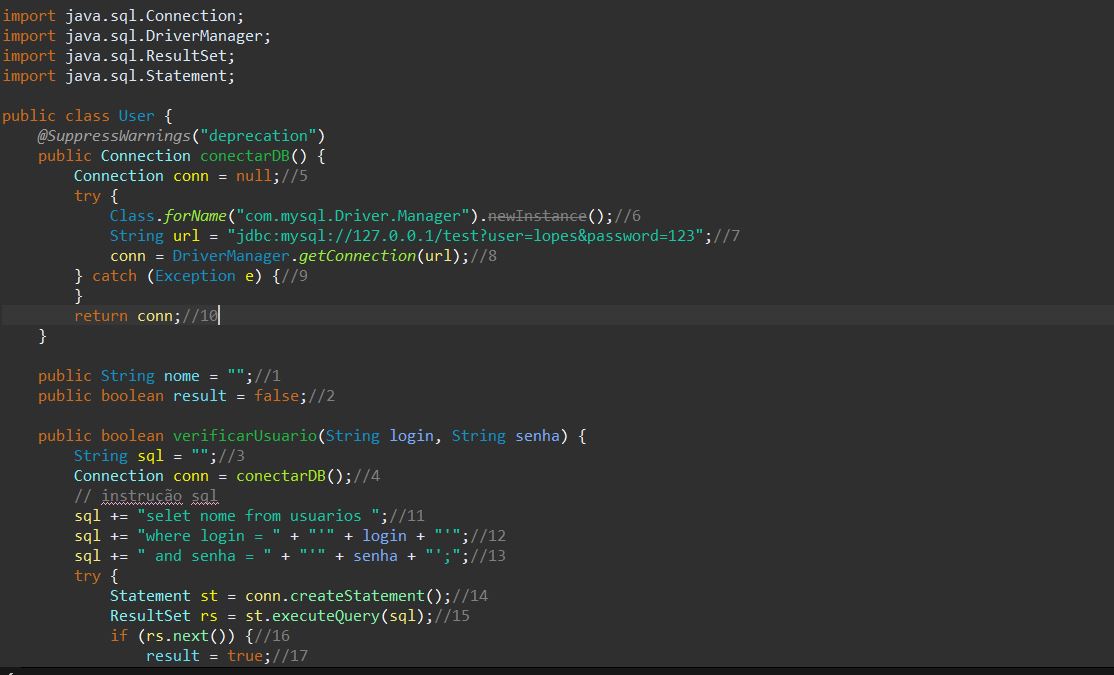 import java.sql.Connection;
import java.sql.DriverManager;
import java.sql.ResultSet;
import java.sql.Statement;
public class User {
@SuppressWarnings("deprecation")
public Connection conectarDB() {
Connection conn = null;//5
try {
Class.forName("com.mysql.Driver.Manager").newInstance();//6
String url = "jdbc:mysql://127.0.0.1/test?user=lopes&password=123";//7
conn = DriverManager.getConnection(url);//8
} catch (Exception e) {//9
}
return conn;//10
}
public String nome = "";//1
public boolean result = false;//2
public boolean verificarUsuario(String login, String senha) {
String sql = "";//3
Connection conn = conectarDB();//4
// instrução sql
sql += "selet nome from usuarios ";//11
sql += "where login = " + "'" + login + "'";//12
sql += " and senha = " + "'" + senha + "';";//13
try {
Statement st = conn.createStatement();//14
ResultSet rs = st.executeQuery(sql);//15
if (rs.next()) {//16
result = true;//17